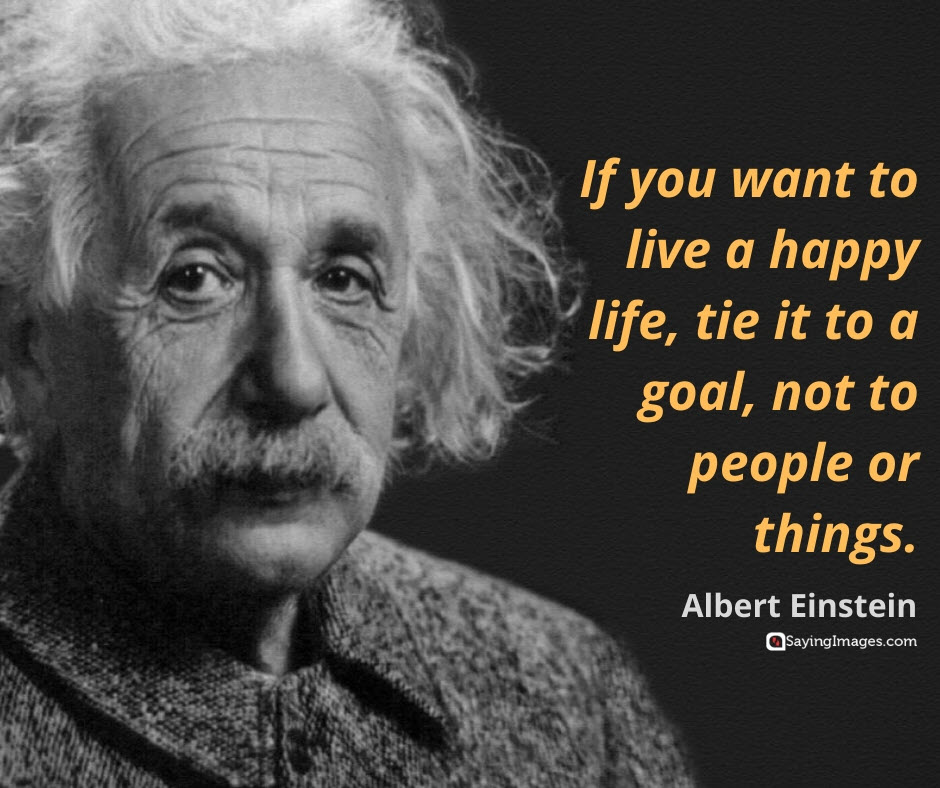 If you want to
live a happy
life, tie it to a
goal, not to
people or
things.
Albert Einstein
SayingImages.com